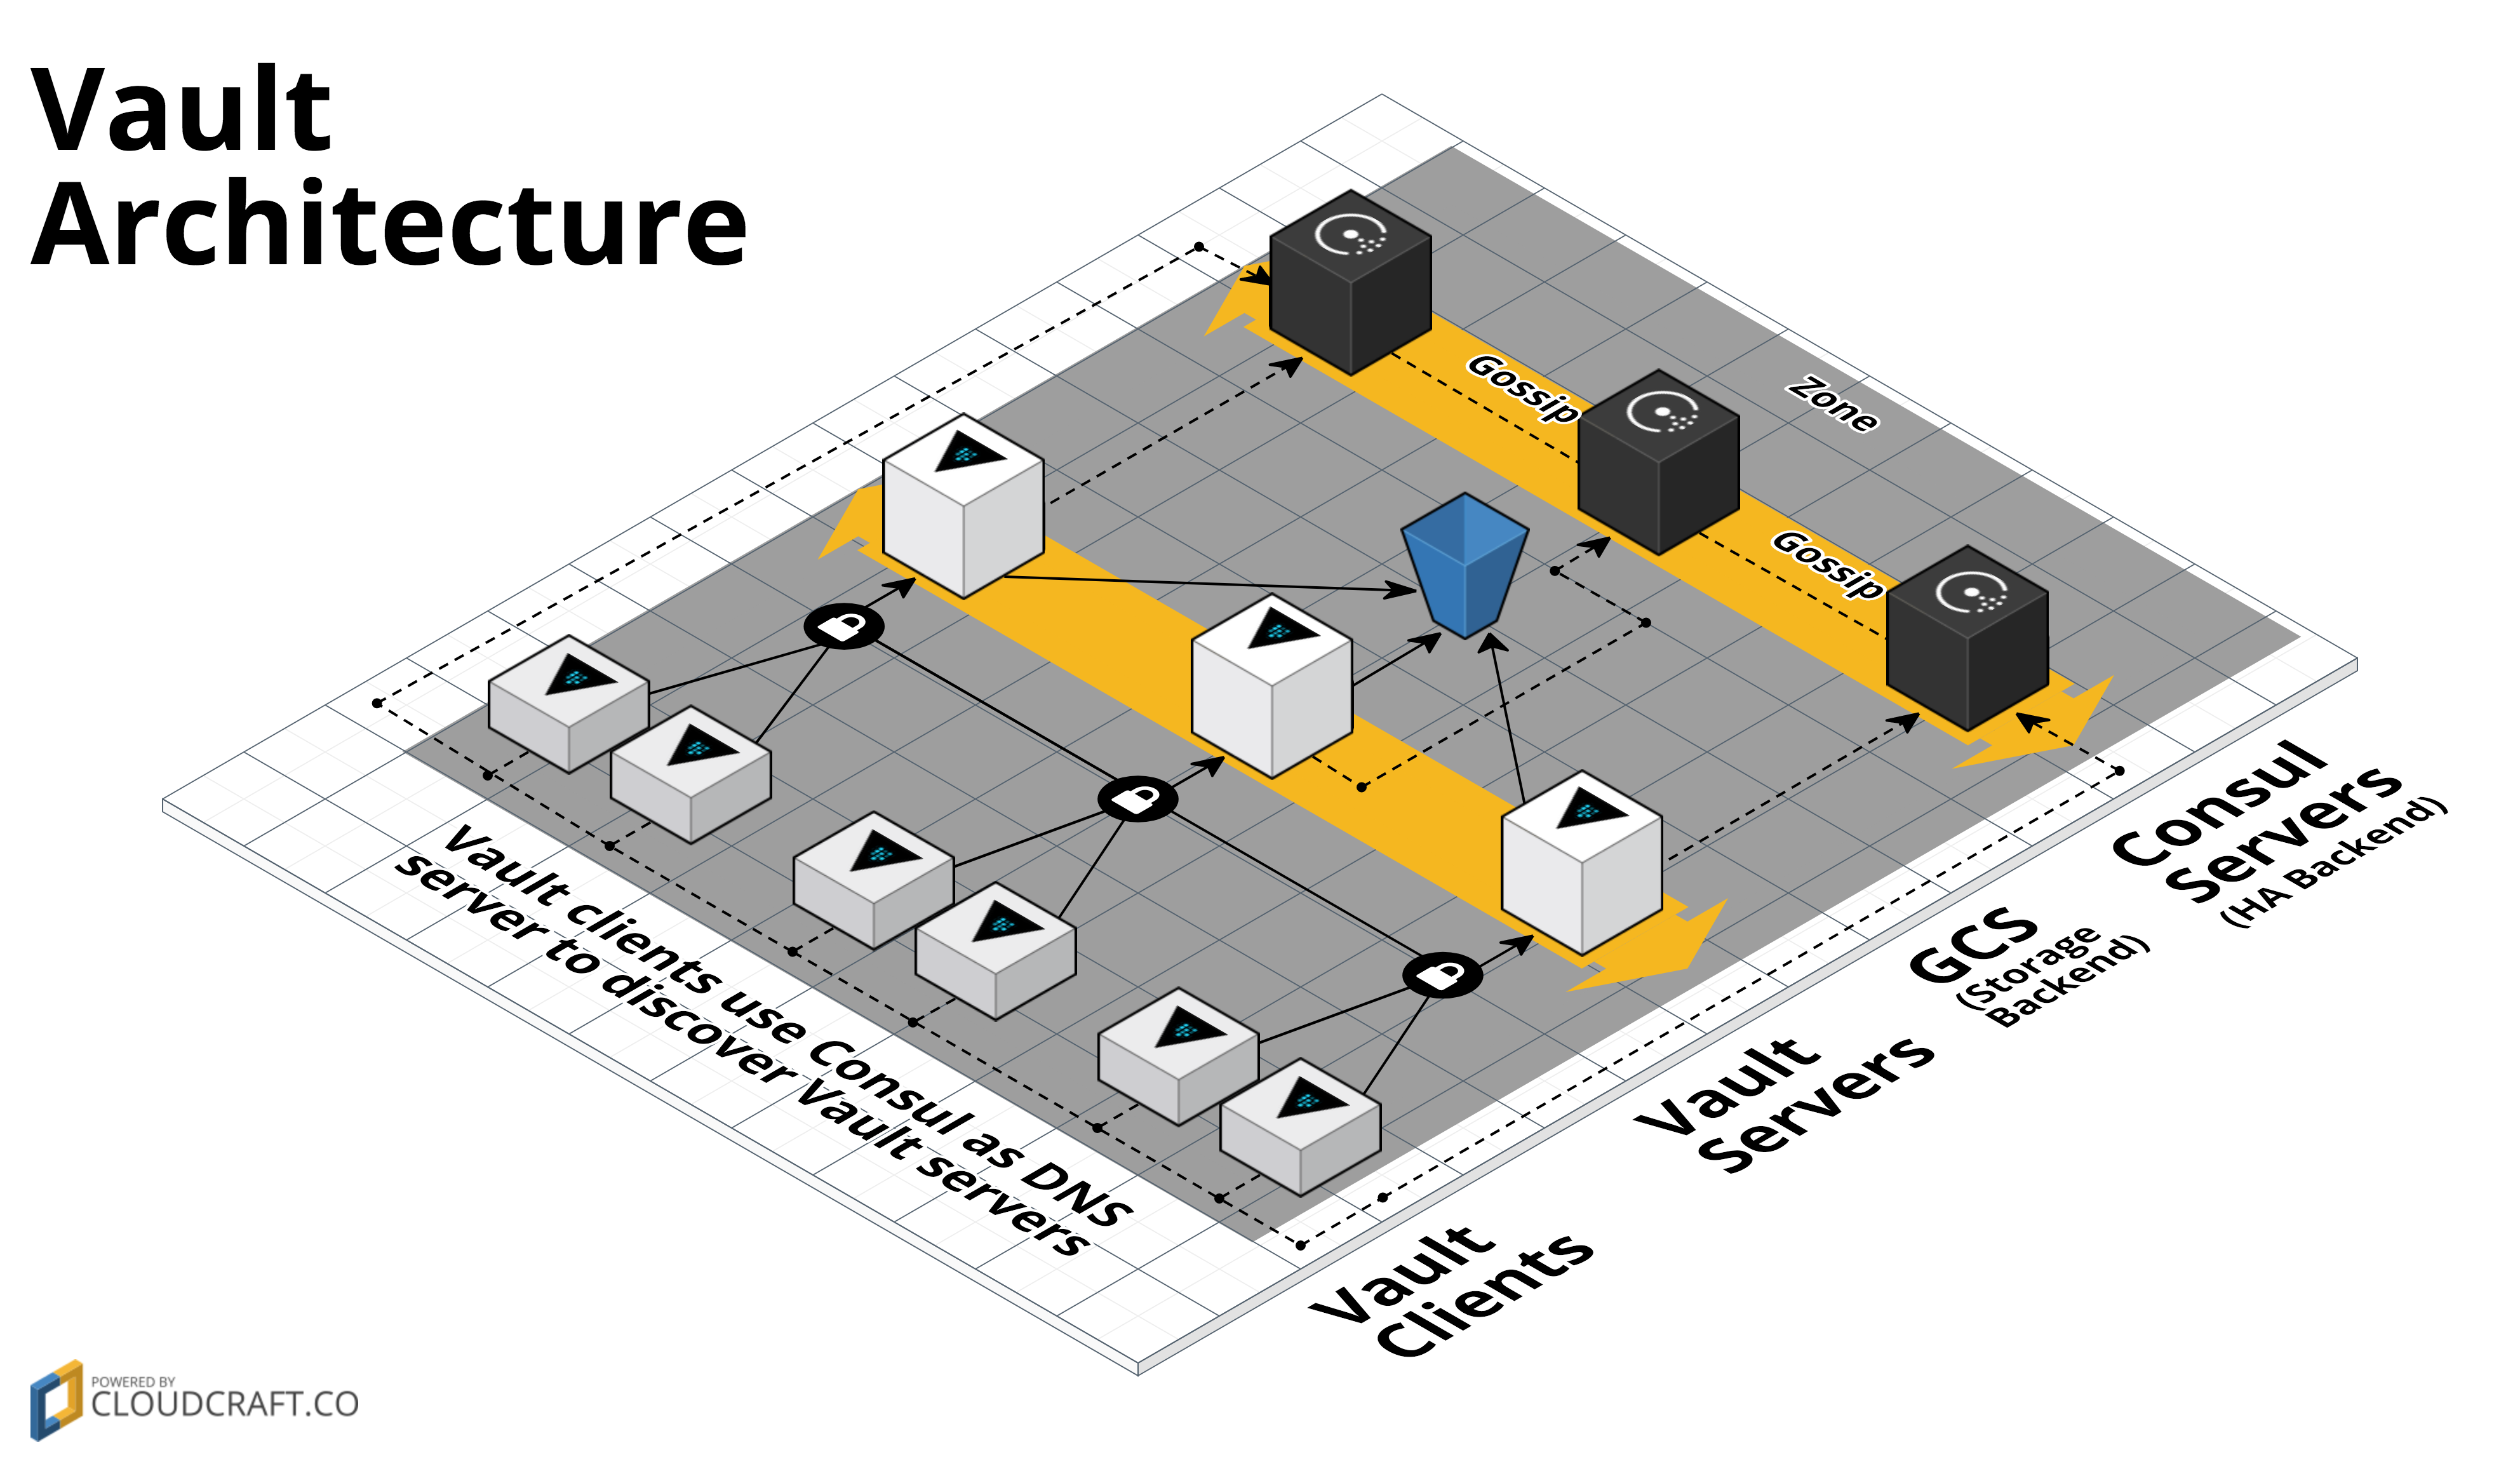 Vault
Architecture
Zone
Gossip
Gossip
Consul
Servers
(HA Backend)
GCS
(Storage
Backend)
Vault
Servers
Vault
Clients
Vault clients use Consul as DNS
server to discover Vault servers
POWERED BY
CLOUDCRAFT.CO